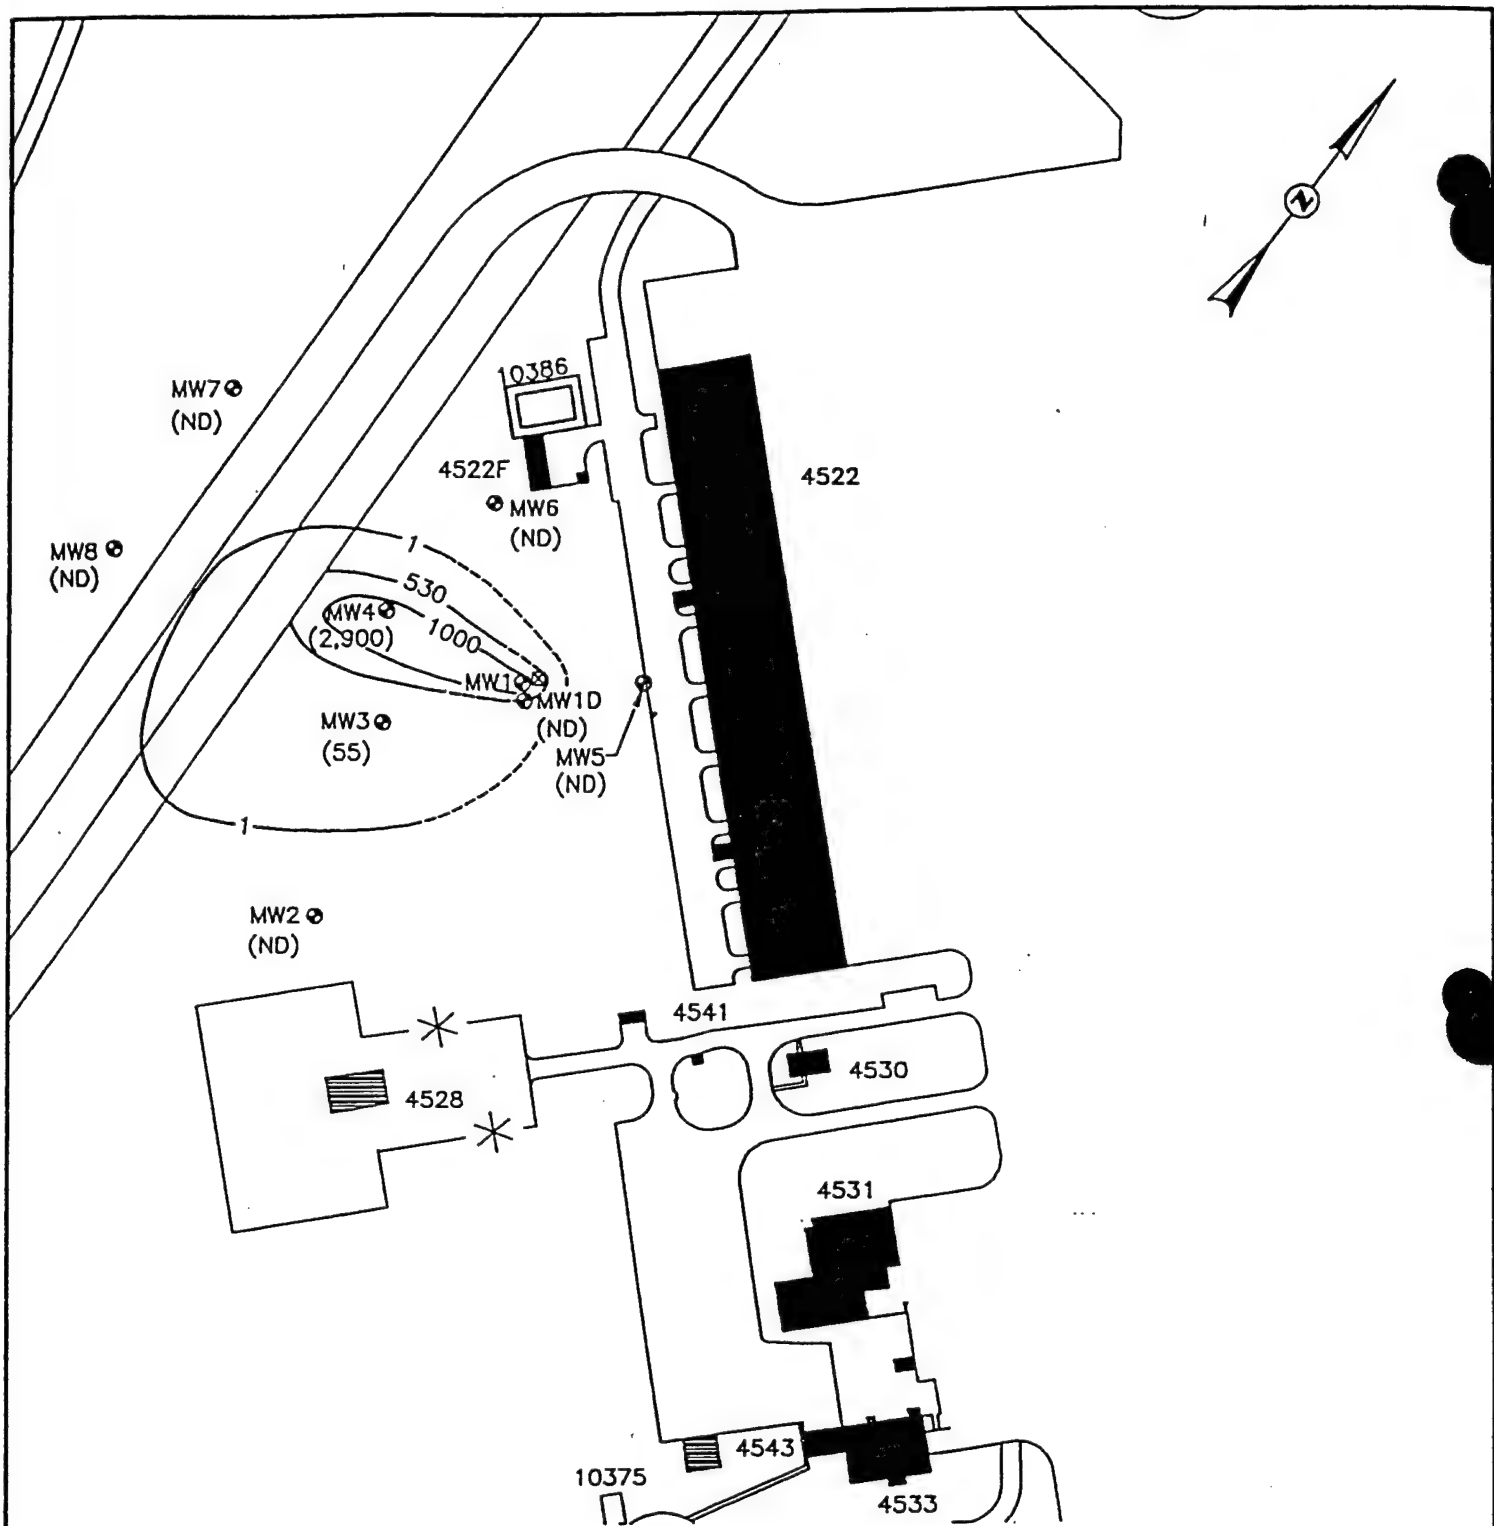 N
10386
MW7
(ND)
4522F
4522
MW6
(ND)
MW8
(ND)
1
530
MW4
(2,900)
1000
MW1
MW1D
(ND)
MW3
(55)
MW5
(ND)
1
MW2
(ND)
4541
4530
4528
4531
4543
10375
4533